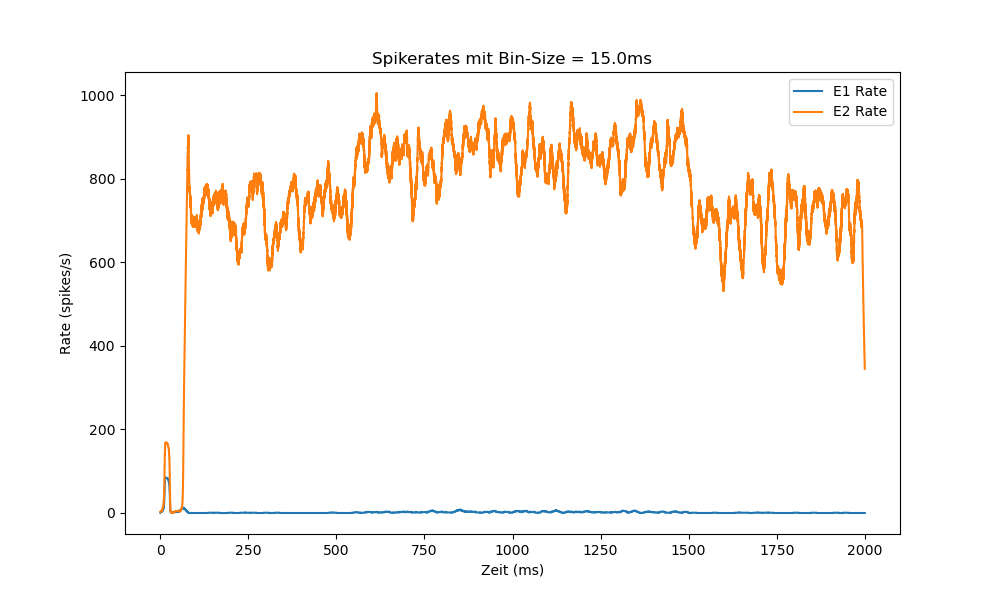 Spikerates mit Bin-Size = 15.0ms
E1 Rate
E2 Rate
1000
800
600
400
200
0
Rate (spikes/s)
0 250 500 750 1000 1250 1500 1750 2000
Zeit (ms)